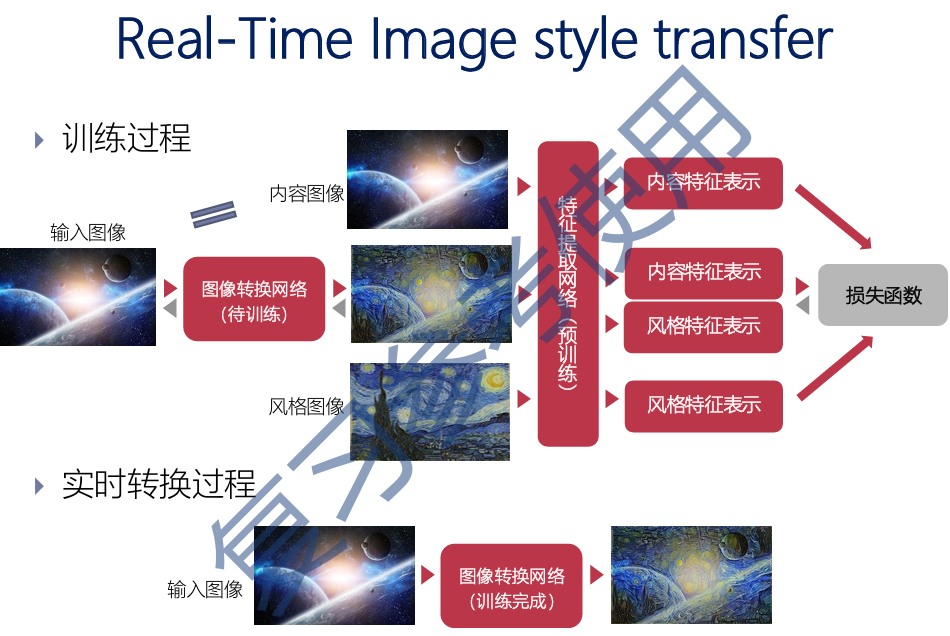 Real-Time Image style transfer
训练过程
内容图像
输入图像
图像转换网络
（待训练）
风格图像
特征提取网络（预训练）
内容特征表示
内容特征表示
风格特征表示
风格特征表示
损失函数
实时转换过程
输入图像
图像转换网络
（训练完成）